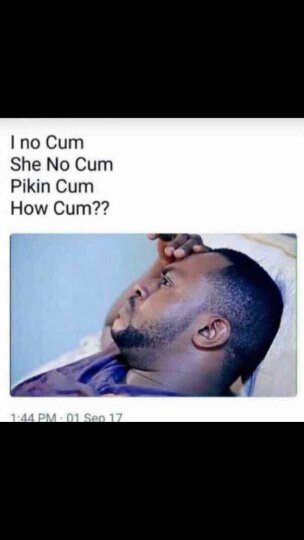 I no Cum
She No Cum
Pikin Cum
How Cum??
1:44 PM · 01 Sep 17